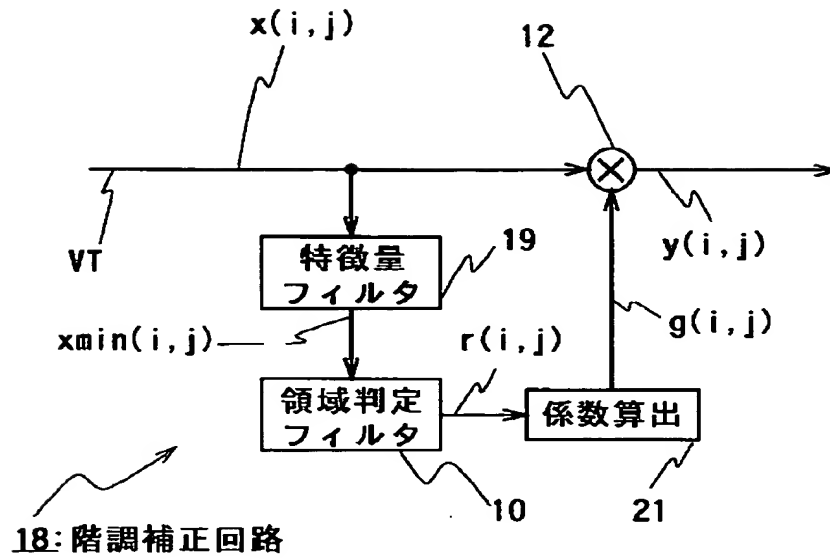 x(i,j)
12
VT
特徴量
フィルタ
19
y(i,j)
xmin(i,j)
r(i,j)
g(i,j)
領域判定
フィルタ
係数算出
10
21
18:階調補正回路